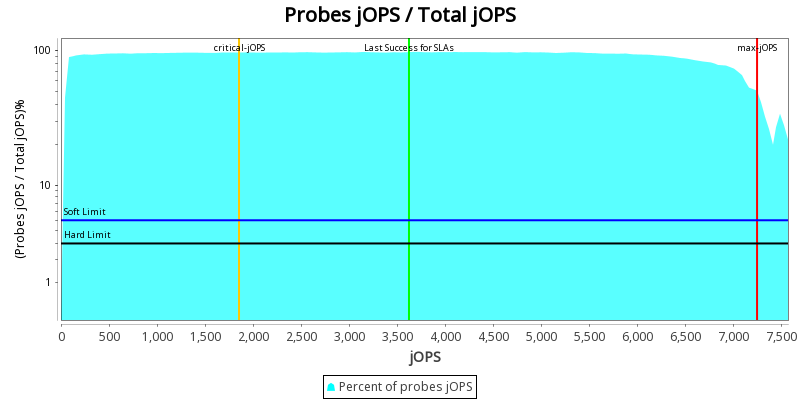 Probes jOPS / Total jOPS
(Probes jOPS / Total jOPS)%
100
10
1
critical-jOPS
Last Success for SLAs
max-jOPS
Soft Limit
Hard Limit
0 500 1,000 1,500 2,000 2,500 3,000 3,500 4,000 4,500 5,000 5,500 6,000 6,500 7,000 7,500
jOPS
Percent of probes jOPS